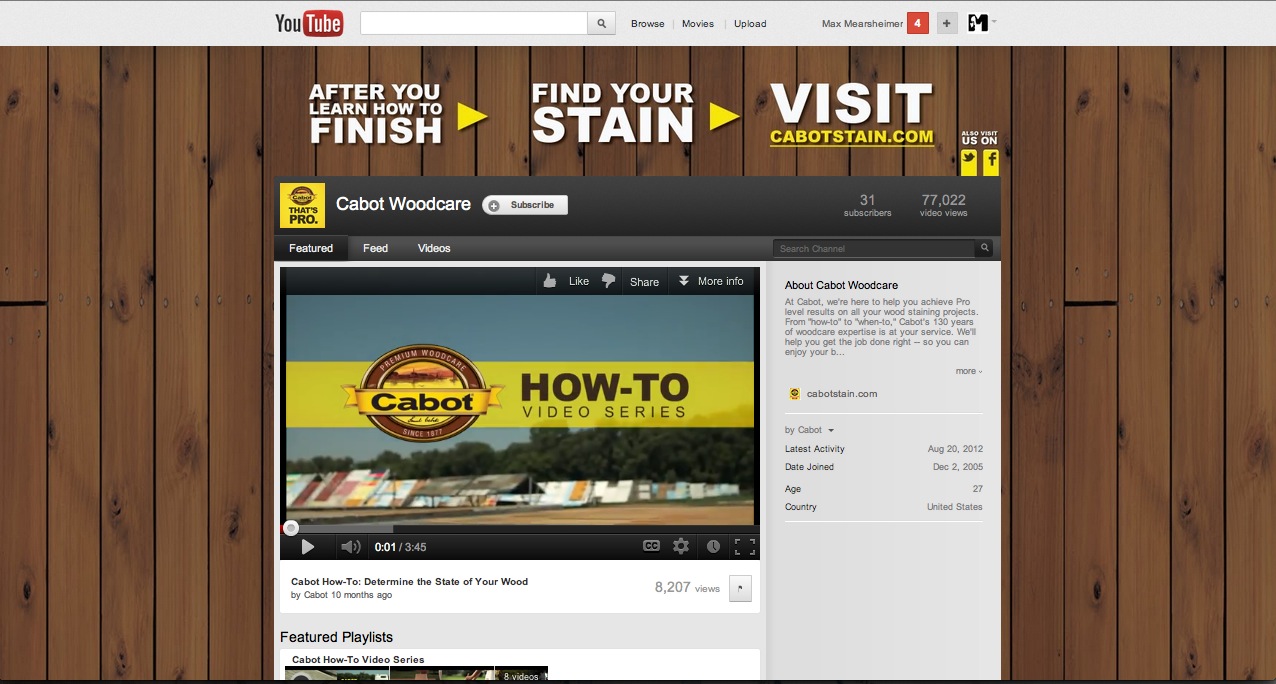 YouTube
Browse
Movies
Upload
Max Mearsheimer
4
AFTER YOU
LEARN HOW TO
FINISH
FIND YOUR
STAIN
VISIT
CABOTSTAIN.COM
ALSO VISIT
US ON
Cabot
THAT'S
PRO.
Cabot Woodcare
Subscribe
31
subscribers
77,022
video views
Featured
Feed
Videos
Search Channel
Like
Share
More info
PREMIUM WOODCARE
Cabot
SINCE 1877
HOW-TO
VIDEO SERIES
0:01 / 3:45
CC
Cabot How-To: Determine the State of Your Wood
by Cabot 10 months ago
8,207 views
Featured Playlists
Cabot How-To Video Series
8 videos
About Cabot Woodcare
At Cabot, we're here to help you achieve Pro
level results on all your wood staining projects.
From "how-to" to "when-to," Cabot's 130 years
of woodcare expertise is at your service. We'll
help you get the job done right – so you can
enjoy your b...
more
cabotstain.com
by Cabot
Latest Activity
Aug 20, 2012
Date Joined
Dec 2, 2005
Age
27
Country
United States